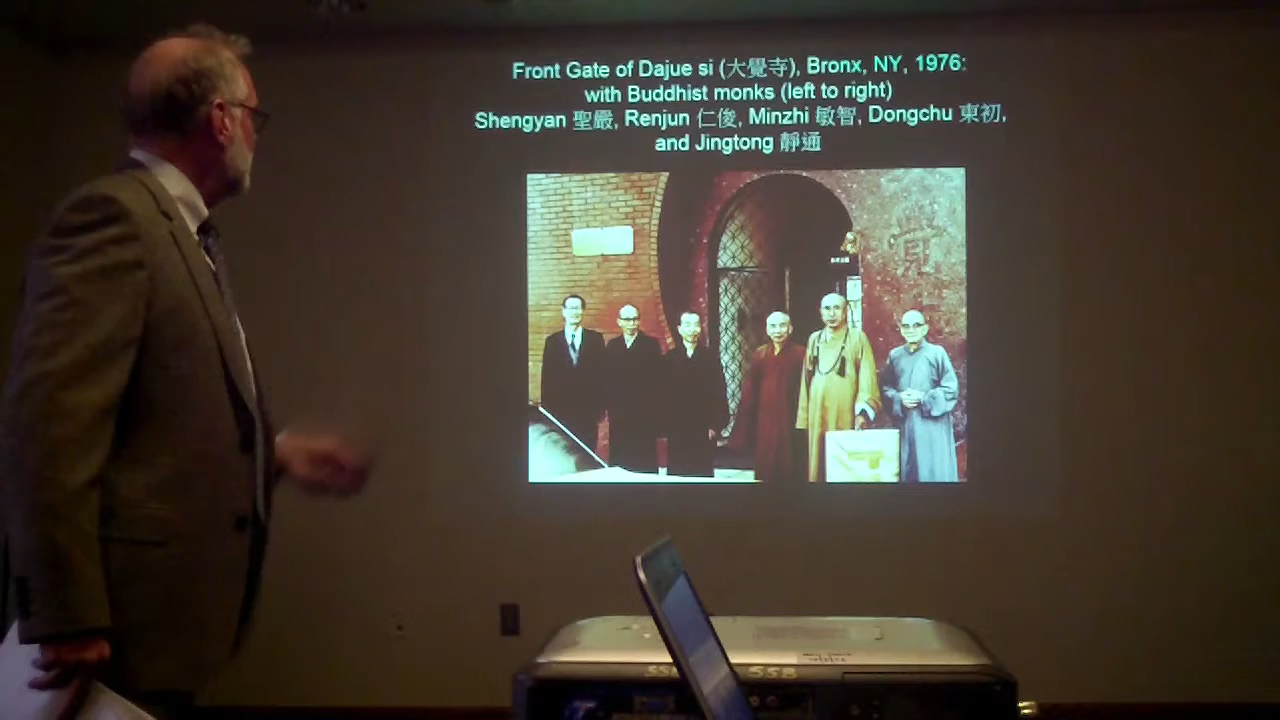 Front Gate of Dajue si (大覺寺), Bronx, NY, 1976:
with Buddhist monks (left to right)
Shengyan 聖嚴, Renjun 仁俊, Minzhi 敏智, Dongchu 東初,
and Jingtong 靜通
SSB